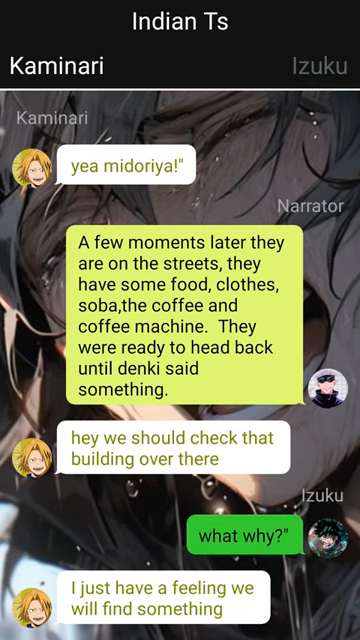 Indian Ts
Kaminari Izuku
Kaminari
yea midoriya!"
Narrator
A few moments later they
are on the streets, they
have some food, clothes,
soba,the coffee and
coffee machine.  They
were ready to head back
until denki said
something.
hey we should check that
building over there
Izuku
what why?"
I just have a feeling we
will find something